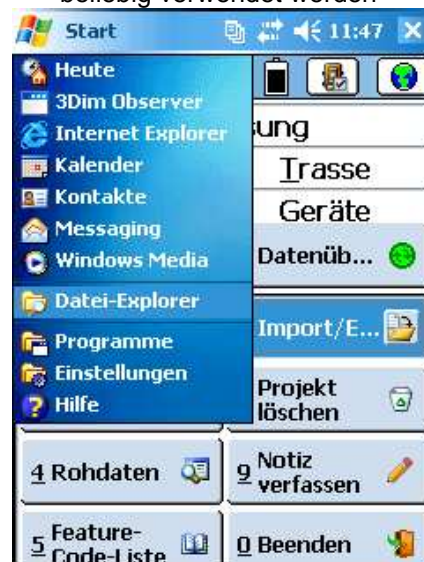 beliebig verwendet werden
Start 11:47
Heute
3Dim Observer
Internet Explorer
Kalender
Kontakte
Messaging
Windows Media
Datei-Explorer
Programme
Einstellungen
Hilfe
Trasse
Geräte
Datenüb...
Import/E...
Projekt
löschen
4 Rohdaten
9 Notiz
verfassen
5 Feature-
Code-Liste
0 Beenden